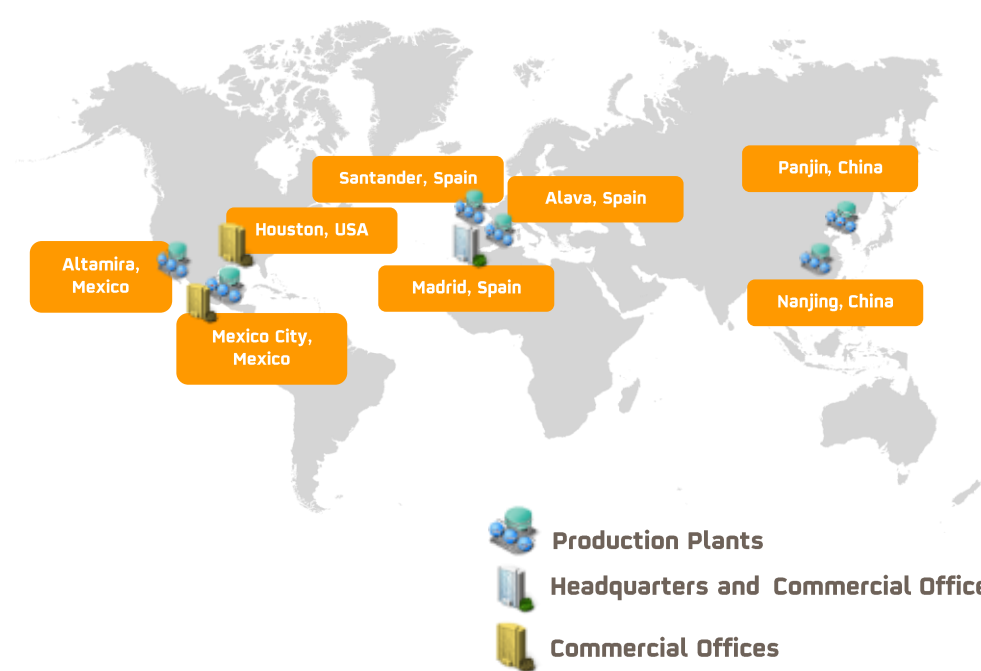 Santander, Spain
Panjin, China
Alava, Spain
Houston, USA
Altamira,
Mexico
Madrid, Spain
Nanjing, China
Mexico City,
Mexico
Production Plants
Headquarters and Commercial Office
Commercial Offices